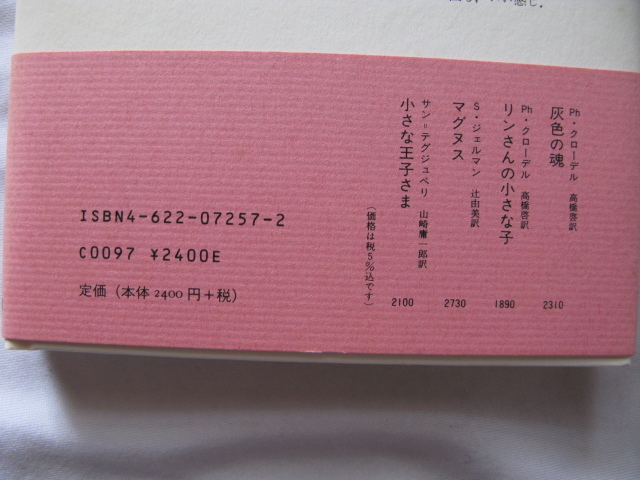 Ph・クローデル 高橋啓訳
灰色の魂
2310
Ph・クローデル 高橋啓訳
リンさんの小さな子
1890
S・ジェルマン 辻由美訳
マグヌス
2730
サン=テグジュペリ 山崎庸一郎訳
小さな王子さま
2100
(価格は税5%込です)
ISBN4-622-07257-2
C0097 ¥2400E
定価(本体2400円+税)